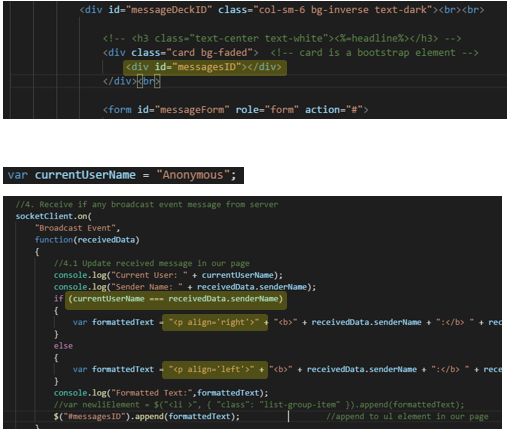 <div id="messageDeckID" class="col-sm-6 bg-inverse text-dark"><br><br>
<!-- <h3 class="text-center text-white"><%=headline%></h3> -->
<div class="card bg-faded"> <!-- card is a bootstrap element -->
<div id="messagesID"></div>
</div><br>
<form id="messageForm" role="form" action="#">
var currentUserName = "Anonymous";
//4. Receive if any broadcast event message from server
socketClient.on(
"Broadcast Event",
function(receivedData)
{
//4.1 Update received message in our page
console.log("Current User: " + currentUserName);
console.log("Sender Name: " + receivedData.senderName);
if (currentUserName === receivedData.senderName)
{
var formattedText = "<p align='right'>" + "<b>" + receivedData.senderName + ":</b> " + rec
}
else
{
var formattedText = "<p align='left'>" + "<b>" + receivedData.senderName + ":</b> " + rece
}
console.log("Formatted Text:",formattedText);
//var newliElement = $("<li >", { "class": "list-group-item" }).append(formattedText);
$("#messagesID").append(formattedText); //append to ul element in our page